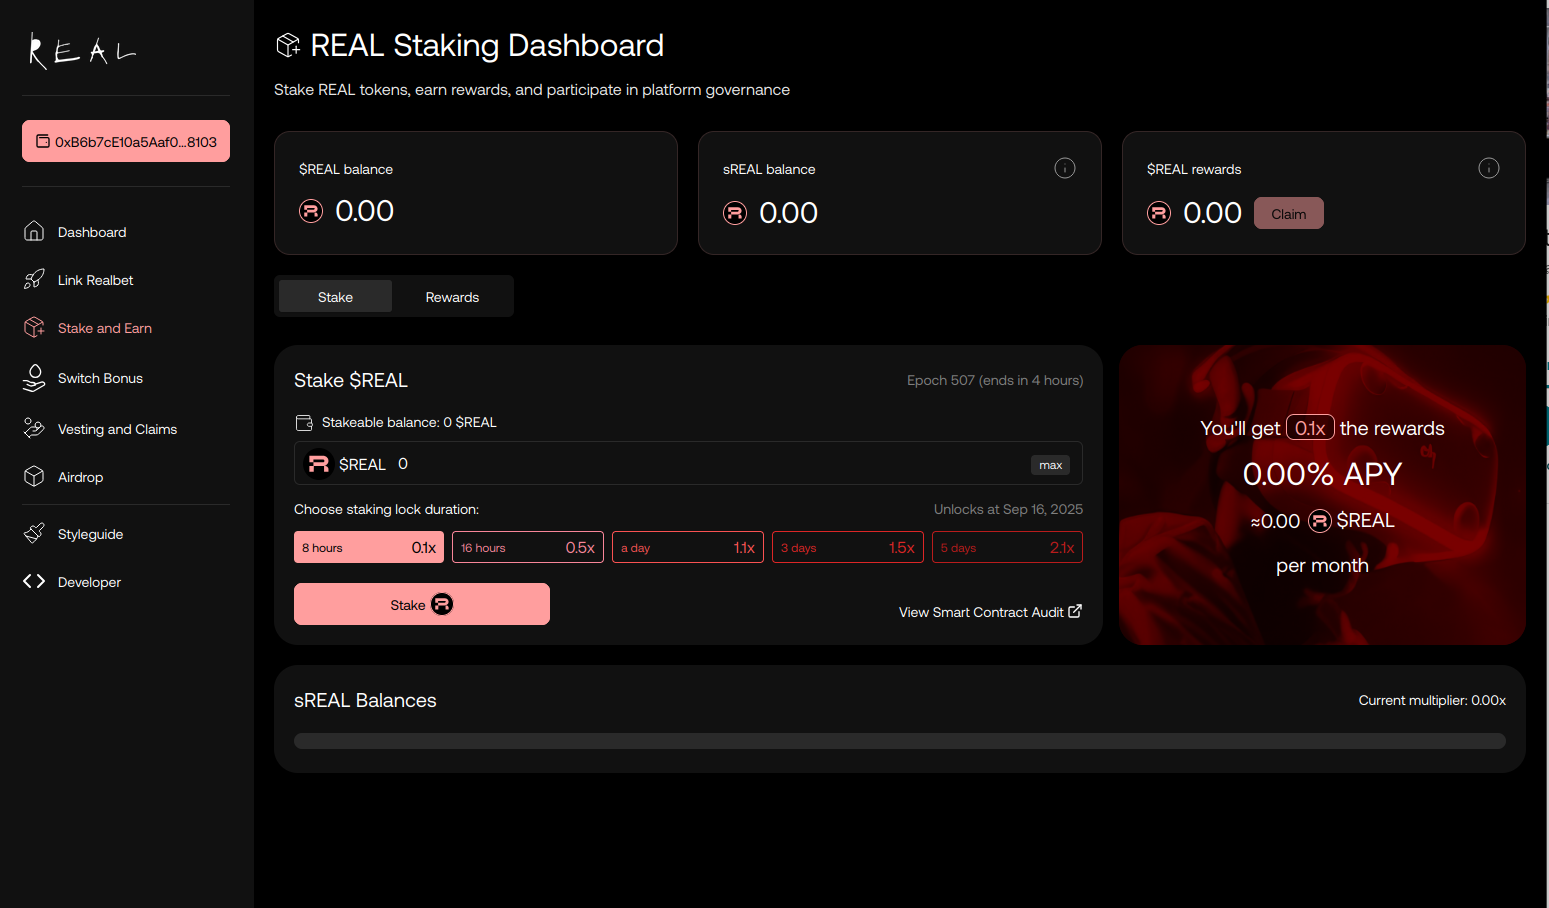 REAL
0xB6b7cE10a5Aaf0...8103
Dashboard
Link Realbet
Stake and Earn
Switch Bonus
Vesting and Claims
Airdrop
Styleguide
Developer
REAL Staking Dashboard
Stake REAL tokens, earn rewards, and participate in platform governance
$REAL balance
0.00
sREAL balance
0.00
$REAL rewards
0.00 Claim
Stake Rewards
Stake $REAL
Epoch 507 (ends in 4 hours)
Stakeable balance: 0 $REAL
$REAL 0 max
Choose staking lock duration:
Unlocks at Sep 16, 2025
8 hours 0.1x
16 hours 0.5x
a day 1.1x
3 days 1.5x
5 days 2.1x
Stake
View Smart Contract Audit
You'll get 0.1x the rewards
0.00% APY
≈0.00 $REAL
per month
sREAL Balances
Current multiplier: 0.00x